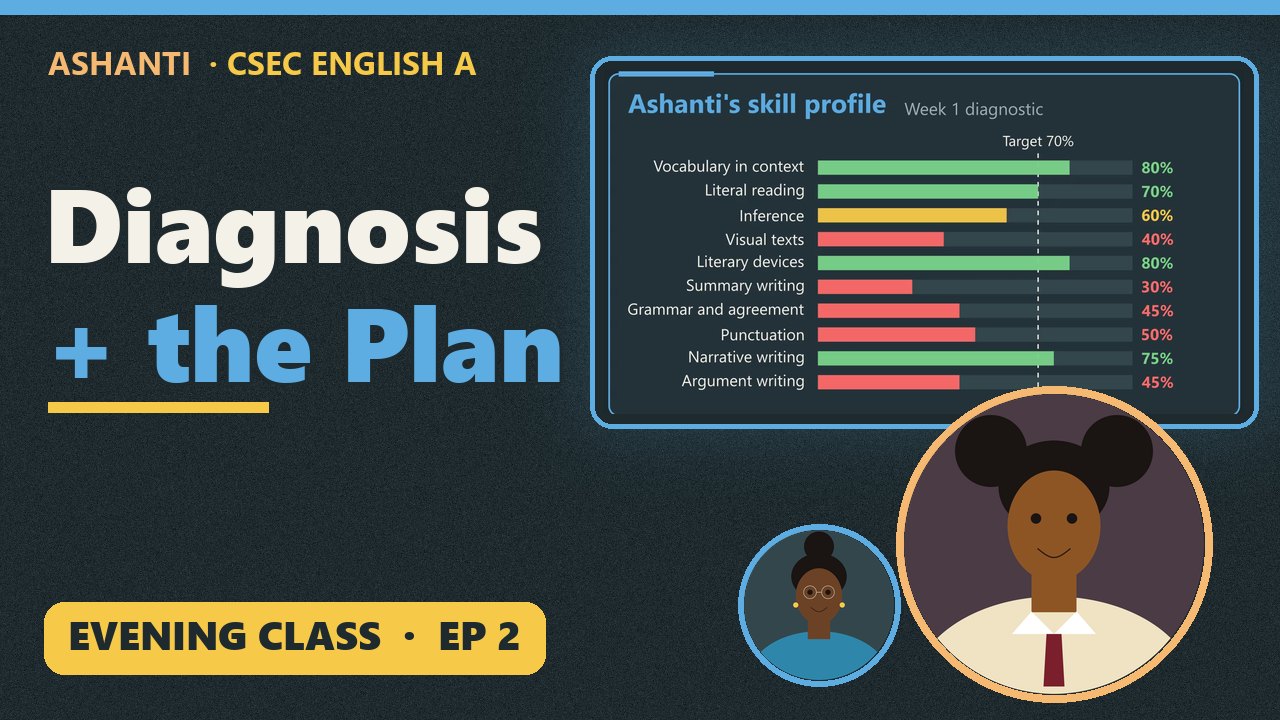 ASHANTI · CSEC ENGLISH A
Diagnosis
+ the Plan
EVENING CLASS · EP 2
Ashanti's skill profile Week 1 diagnostic
Target 70%
Vocabulary in context 80%
Literal reading 70%
Inference 60%
Visual texts 40%
Literary devices 80%
Summary writing 30%
Grammar and agreement 45%
Punctuation 50%
Narrative writing 75%
Argument writing 45%